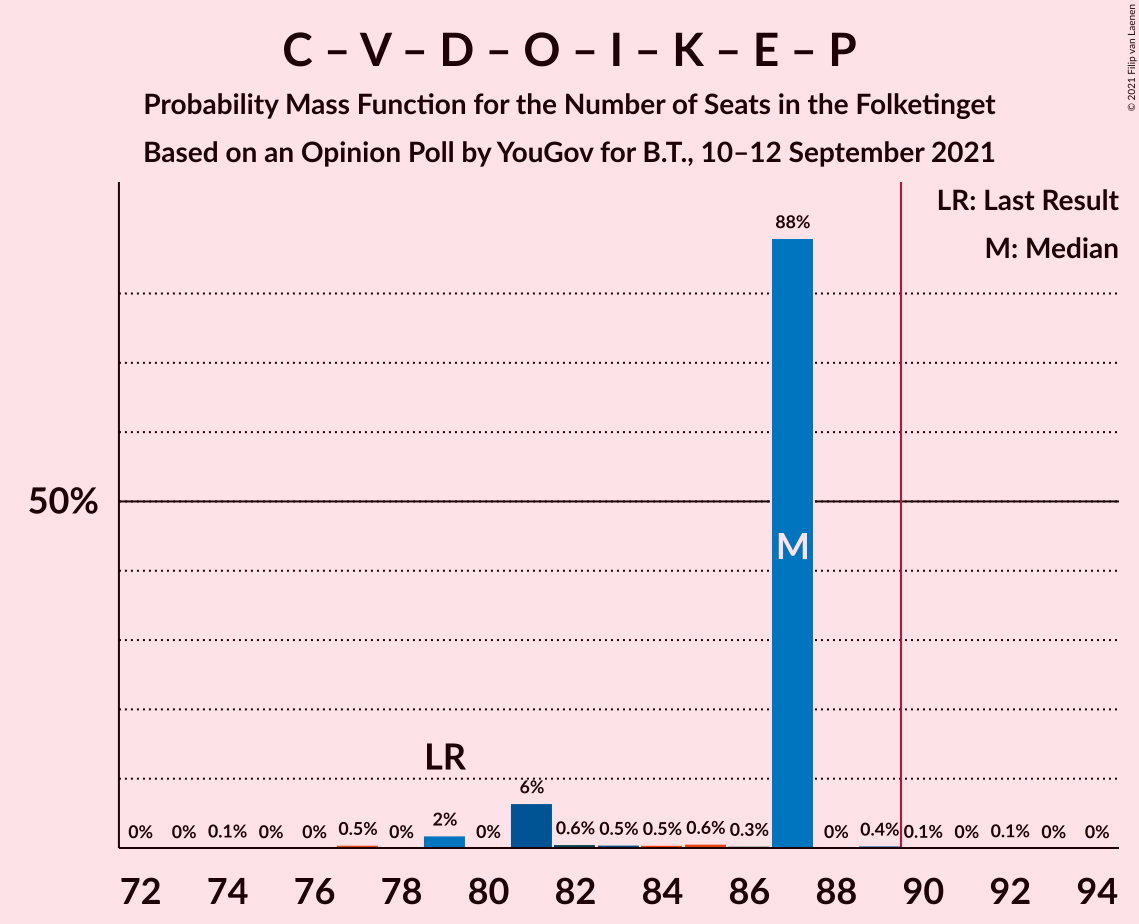 C – V – D – O – I – K – E – P
Probability Mass Function for the Number of Seats in the Folketinget
Based on an Opinion Poll by YouGov for B.T., 10–12 September 2021
© 2021 Filip van Laenen
LR: Last Result
M: Median
88%
50%
M
LR
6%
0% 0% 0.1% 0% 0% 0.5% 0% 2% 0% 0.6% 0.5% 0.5% 0.6% 0.3% 0% 0.4% 0.1% 0% 0.1% 0% 0%
72 74 76 78 80 82 84 86 88 90 92 94